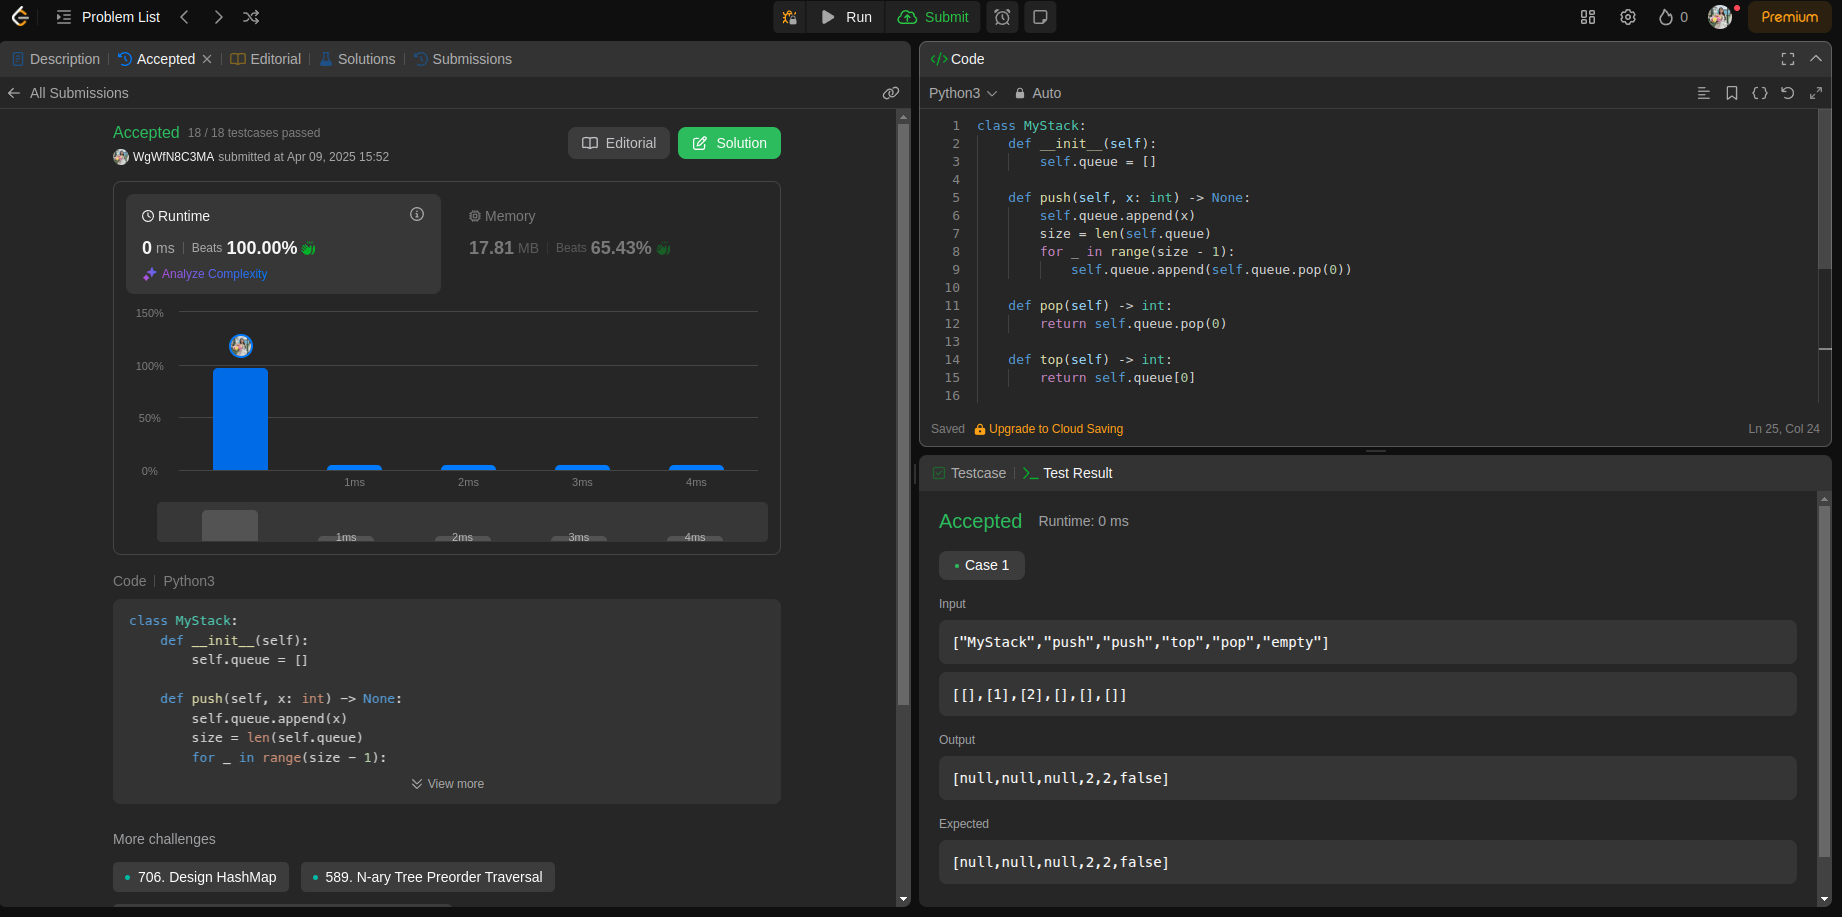 Problem List
Run
Submit
0
Premium
Description
Accepted
Editorial
Solutions
Submissions
All Submissions
Accepted 18 / 18 testcases passed
WgWfN8C3MA submitted at Apr 09, 2025 15:52
Editorial
Solution
Runtime
0 ms Beats 100.00%
Analyze Complexity
Memory
17.81 MB Beats 65.43%
150%
100%
50%
0%
1ms 2ms 3ms 4ms
1ms 2ms 3ms 4ms
Code Python3
class MyStack:
    def __init__(self):
        self.queue = []
    def push(self, x: int) -> None:
        self.queue.append(x)
        size = len(self.queue)
        for _ in range(size - 1):
View more
More challenges
706. Design HashMap
589. N-ary Tree Preorder Traversal
</> Code
Python3
Auto
1 class MyStack:
2     def __init__(self):
3         self.queue = []
4
5     def push(self, x: int) -> None:
6         self.queue.append(x)
7         size = len(self.queue)
8         for _ in range(size - 1):
9             self.queue.append(self.queue.pop(0))
10
11     def pop(self) -> int:
12         return self.queue.pop(0)
13
14     def top(self) -> int:
15         return self.queue[0]
16
Saved
Upgrade to Cloud Saving
Ln 25, Col 24
Testcase
Test Result
Accepted Runtime: 0 ms
Case 1
Input
["MyStack","push","push","top","pop","empty"]
[[],[1],[2],[],[],[]]
Output
[null,null,null,2,2,false]
Expected
[null,null,null,2,2,false]